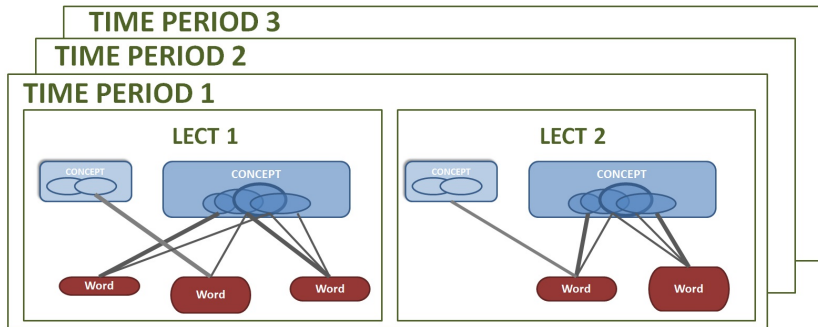 TIME PERIOD 3
TIME PERIOD 2
TIME PERIOD 1
LECT 1
LECT 2
CONCEPT
CONCEPT
CONCEPT
CONCEPT
Word
Word
Word
Word
Word